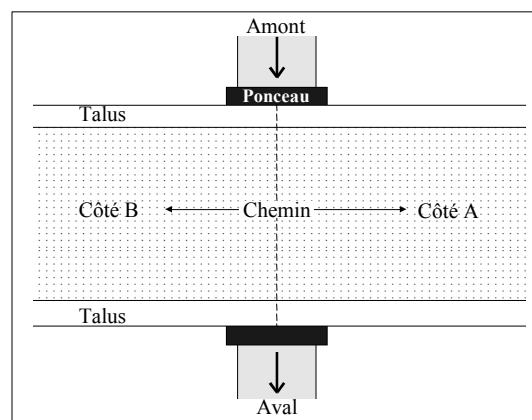 Amont
Ponceau
Talus
Côté B
Chemin
Côté A
Talus
Aval